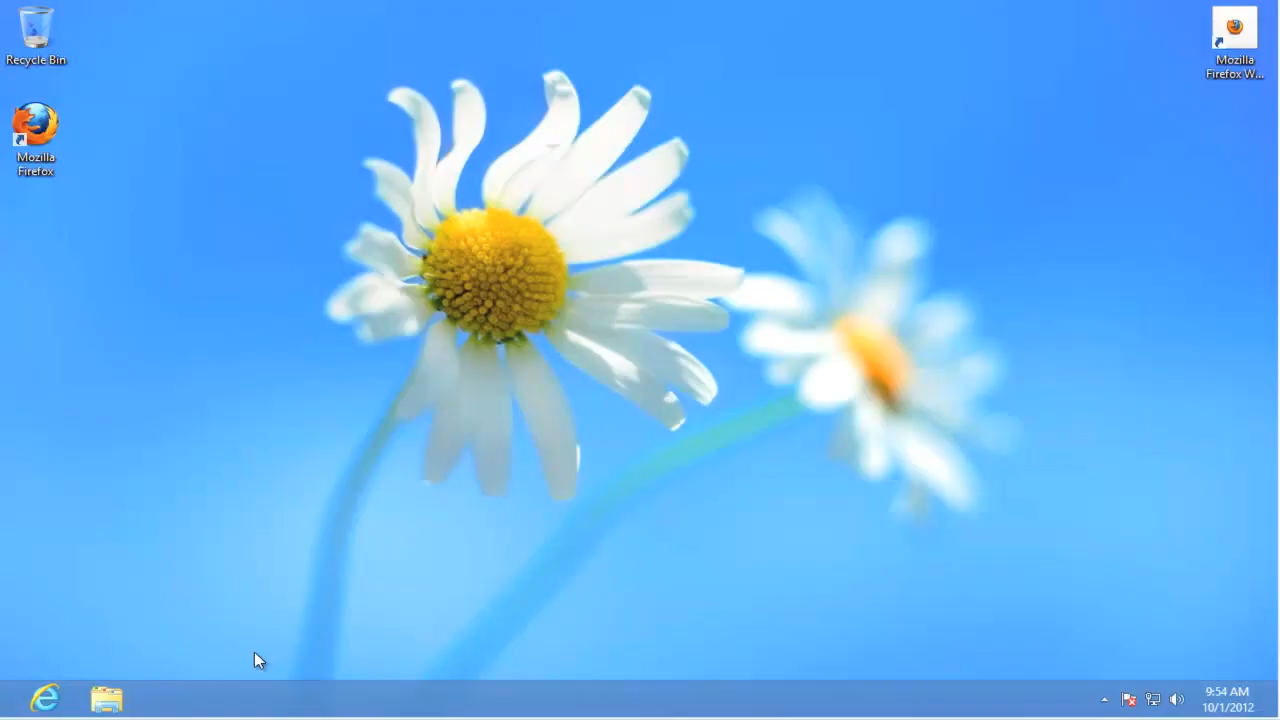 Recycle Bin
Mozilla
Firefox
Mozilla
Firefox W...
9:54 AM
10/1/2012